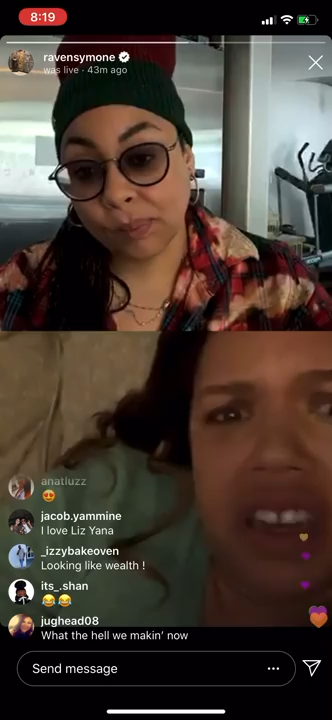 8:19
ravensymone
was live · 43m ago
anatluzz
😍
jacob.yammine
I love Liz Yana
_izzybakeoven
Looking like wealth !
its_.shan
😂😂
jughead08
What the hell we makin’ now
Send message